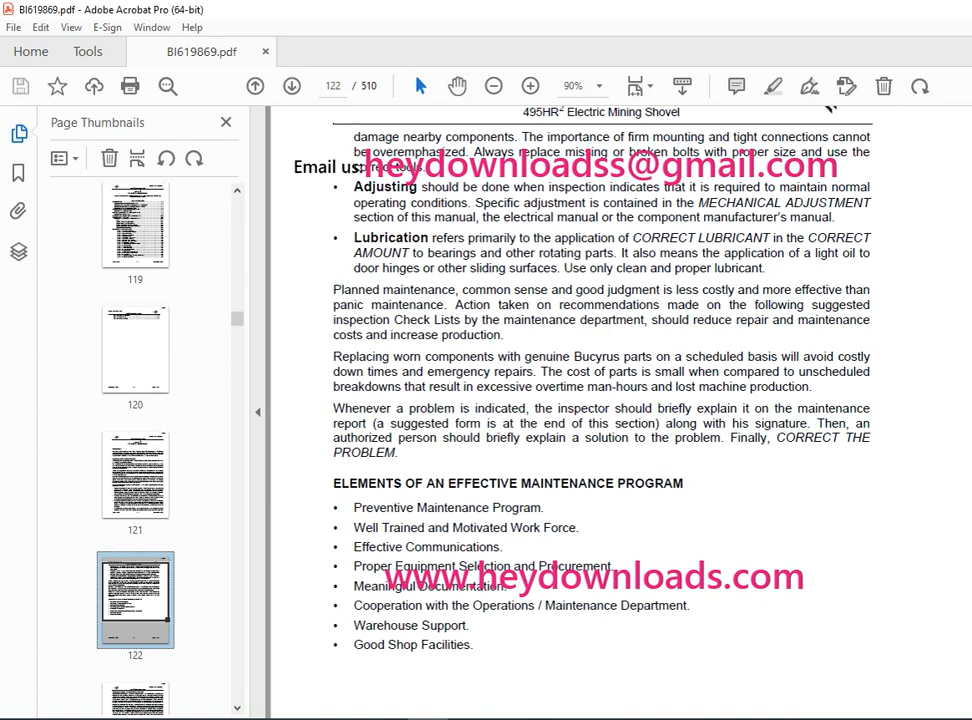 BI619869.pdf - Adobe Acrobat Pro (64-bit)
File Edit View E-Sign Window Help
Home Tools BI619869.pdf ×
122 / 510 90%
Page Thumbnails
119
120
121
122
495HR² Electric Mining Shovel
damage nearby components. The importance of firm mounting and tight connections cannot
be overemphasized. Always replace missing or broken bolts with proper size and use the
Email us: heydownloadss@gmail.com
• Adjusting should be done when inspection indicates that it is required to maintain normal
operating conditions. Specific adjustment is contained in the MECHANICAL ADJUSTMENT
section of this manual, the electrical manual or the component manufacturer's manual.
• Lubrication refers primarily to the application of CORRECT LUBRICANT in the CORRECT
AMOUNT to bearings and other rotating parts. It also means the application of a light oil to
door hinges or other sliding surfaces. Use only clean and proper lubricant.
Planned maintenance, common sense and good judgment is less costly and more effective than
panic maintenance. Action taken on recommendations made on the following suggested
inspection Check Lists by the maintenance department, should reduce repair and maintenance
costs and increase production.
Replacing worn components with genuine Bucyrus parts on a scheduled basis will avoid costly
down times and emergency repairs. The cost of parts is small when compared to unscheduled
breakdowns that result in excessive overtime man-hours and lost machine production.
Whenever a problem is indicated, the inspector should briefly explain it on the maintenance
report (a suggested form is at the end of this section) along with his signature. Then, an
authorized person should briefly explain a solution to the problem. Finally, CORRECT THE
PROBLEM.
ELEMENTS OF AN EFFECTIVE MAINTENANCE PROGRAM
• Preventive Maintenance Program.
• Well Trained and Motivated Work Force.
• Effective Communications.
• Proper Equipment Selection and Procurement.
www.heydownloads.com
• Meaningful Documentation.
• Cooperation with the Operations / Maintenance Department.
• Warehouse Support.
• Good Shop Facilities.